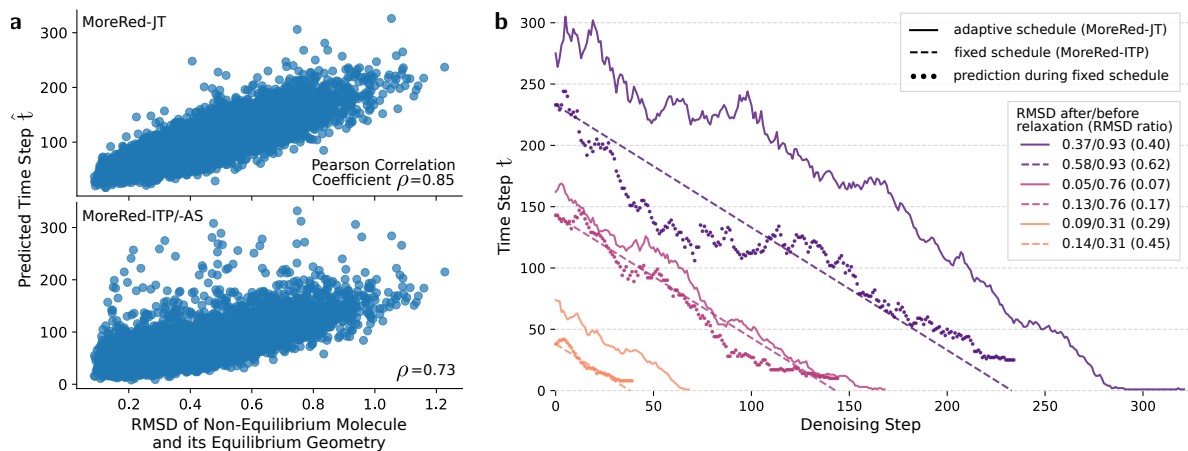 a
MoreRed-JT
300
200
100
Pearson Correlation
Coefficient ρ=0.85
MoreRed-ITP/-AS
300
200
100
0
ρ=0.73
0.2 0.4 0.6 0.8 1.0 1.2
Predicted Time Step t̂
RMSD of Non-Equilibrium Molecule
and its Equilibrium Geometry
b
300
250
200
150
100
50
0
Time Step t
0 50 100 150 200 250 300
Denoising Step
adaptive schedule (MoreRed-JT)
fixed schedule (MoreRed-ITP)
prediction during fixed schedule
RMSD after/before
relaxation (RMSD ratio)
0.37/0.93 (0.40)
0.58/0.93 (0.62)
0.05/0.76 (0.07)
0.13/0.76 (0.17)
0.09/0.31 (0.29)
0.14/0.31 (0.45)